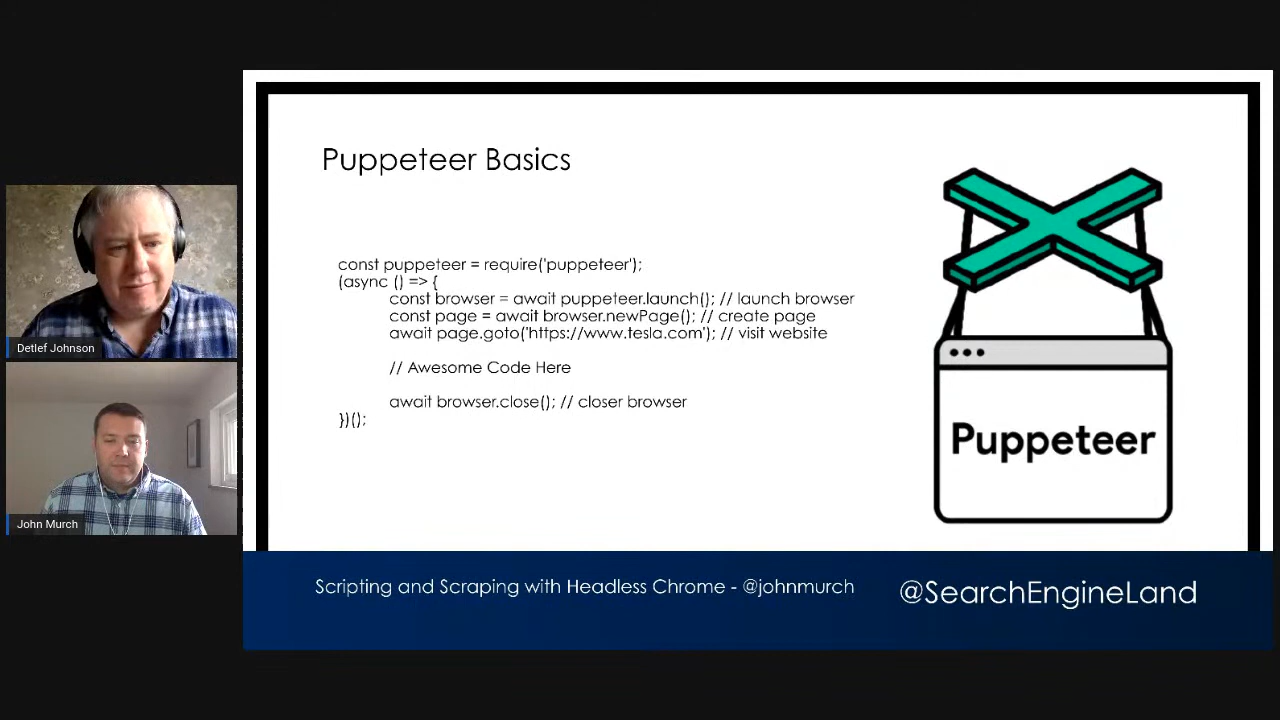 Puppeteer Basics
const puppeteer = require('puppeteer');
(async () => {
const browser = await puppeteer.launch(); // launch browser
const page = await browser.newPage(); // create page
await page.goto('https://www.tesla.com'); // visit website
// Awesome Code Here
await browser.close(); // closer browser
})();
Puppeteer
Detlef Johnson
John Murch
Scripting and Scraping with Headless Chrome - @johnmurch
@SearchEngineLand